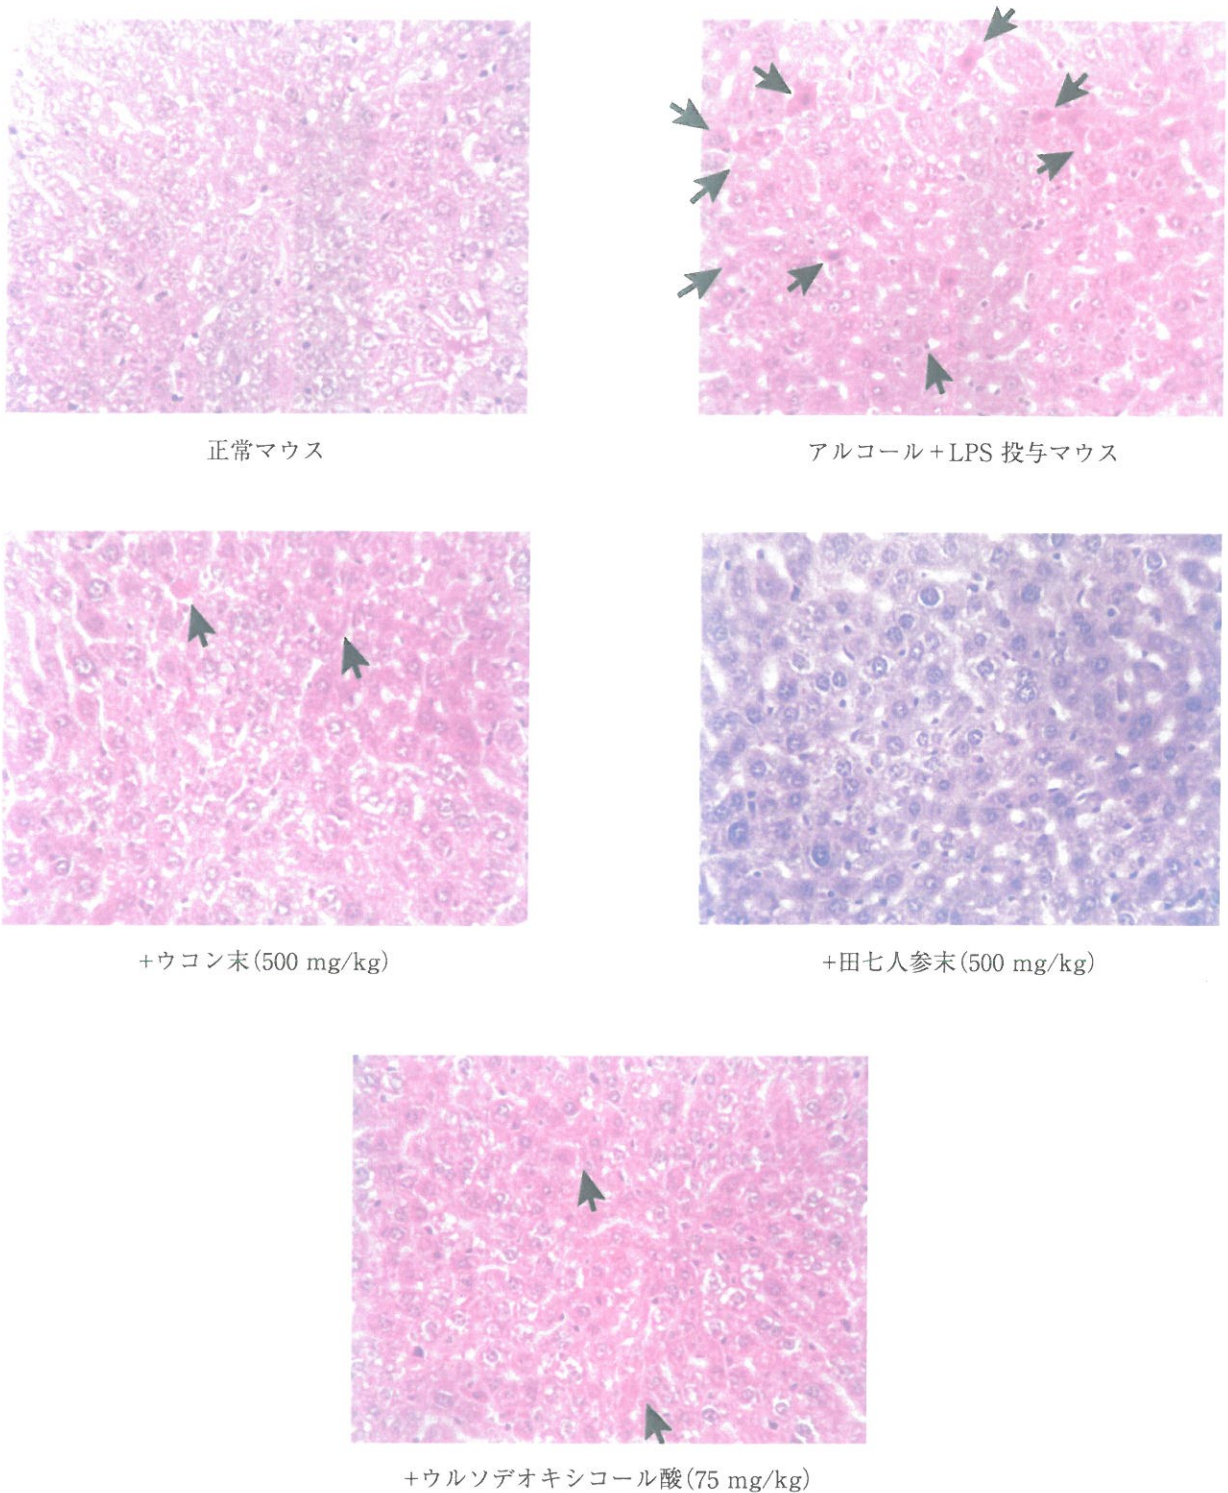 正常マウス
アルコール+LPS 投与マウス
+ウコン末(500 mg/kg)
+田七人参末(500 mg/kg)
+ウルソデオキシコール酸(75 mg/kg)